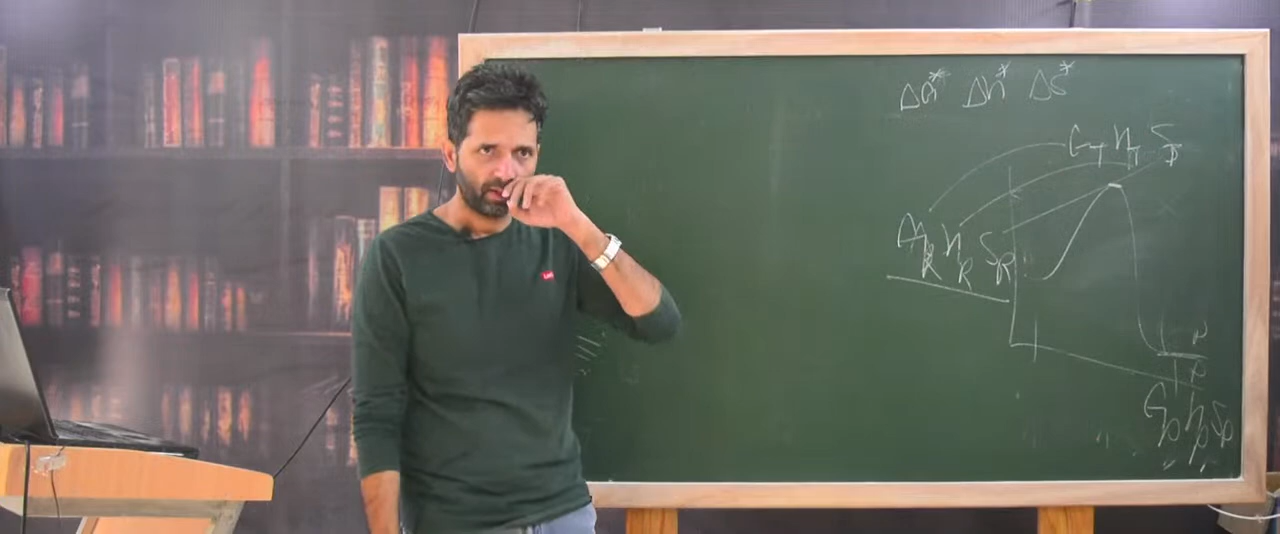 ΔG* Δh* ΔS*
G_T h_T S_T
G_R h_R S_R
P
G_P h_P S_P